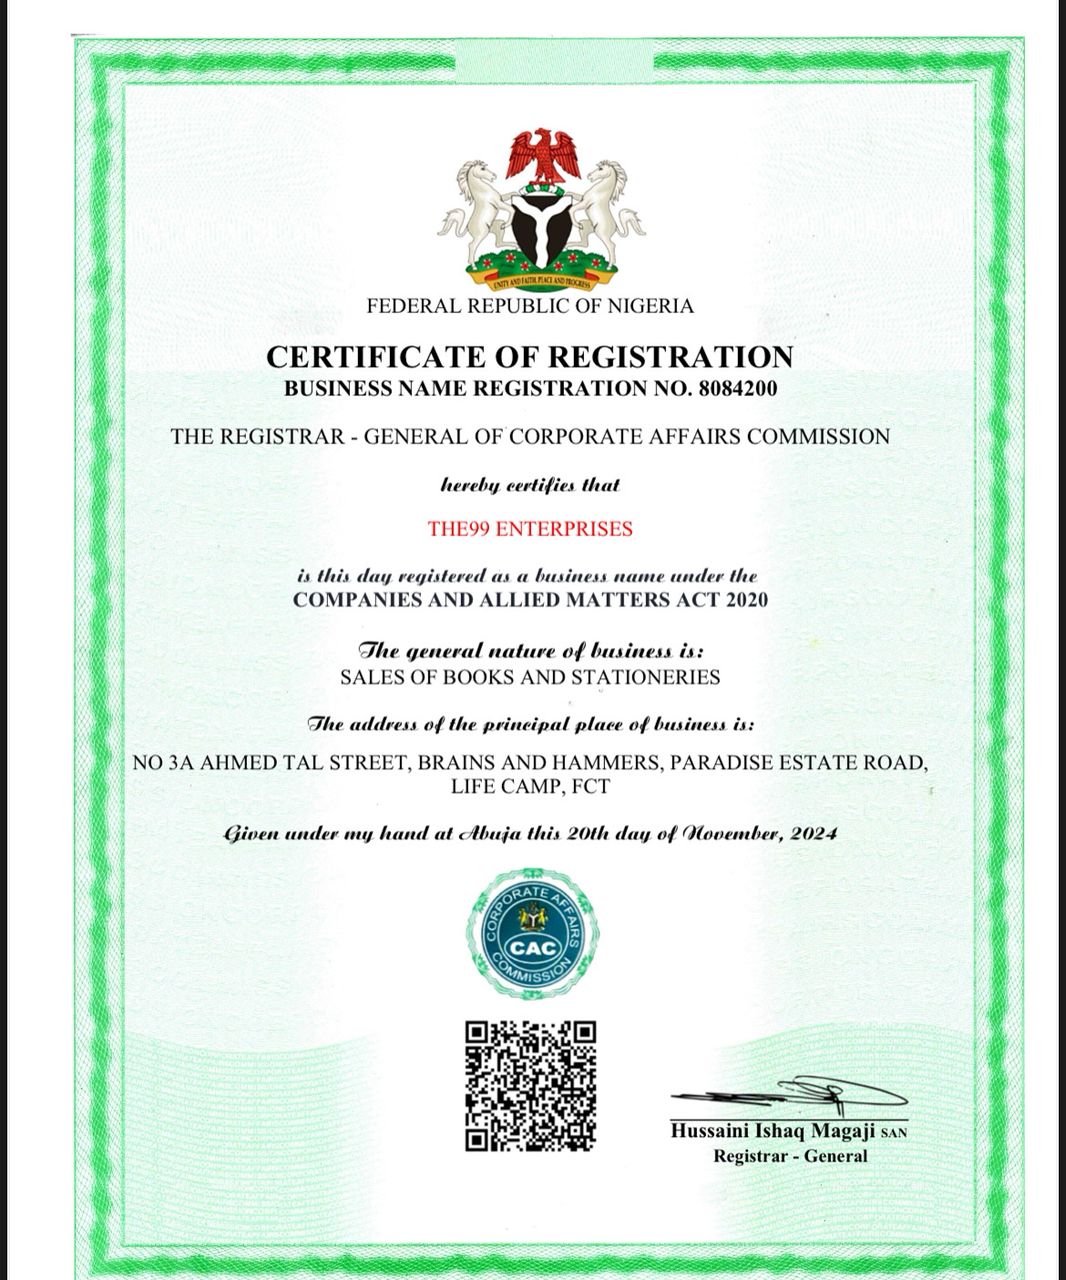 UNITY AND FAITH, PEACE AND PROGRESS
FEDERAL REPUBLIC OF NIGERIA
CERTIFICATE OF REGISTRATION
BUSINESS NAME REGISTRATION NO. 8084200
THE REGISTRAR - GENERAL OF CORPORATE AFFAIRS COMMISSION
hereby certifies that
THE99 ENTERPRISES
is this day registered as a business name under the
COMPANIES AND ALLIED MATTERS ACT 2020
The general nature of business is:
SALES OF BOOKS AND STATIONERIES
The address of the principal place of business is:
NO 3A AHMED TAL STREET, BRAINS AND HAMMERS, PARADISE ESTATE ROAD,
LIFE CAMP, FCT
Given under my hand at Abuja this 20th day of November, 2024
CORPORATE AFFAIRS
CAC
COMMISSION
Hussaini Ishaq Magaji SAN
Registrar - General